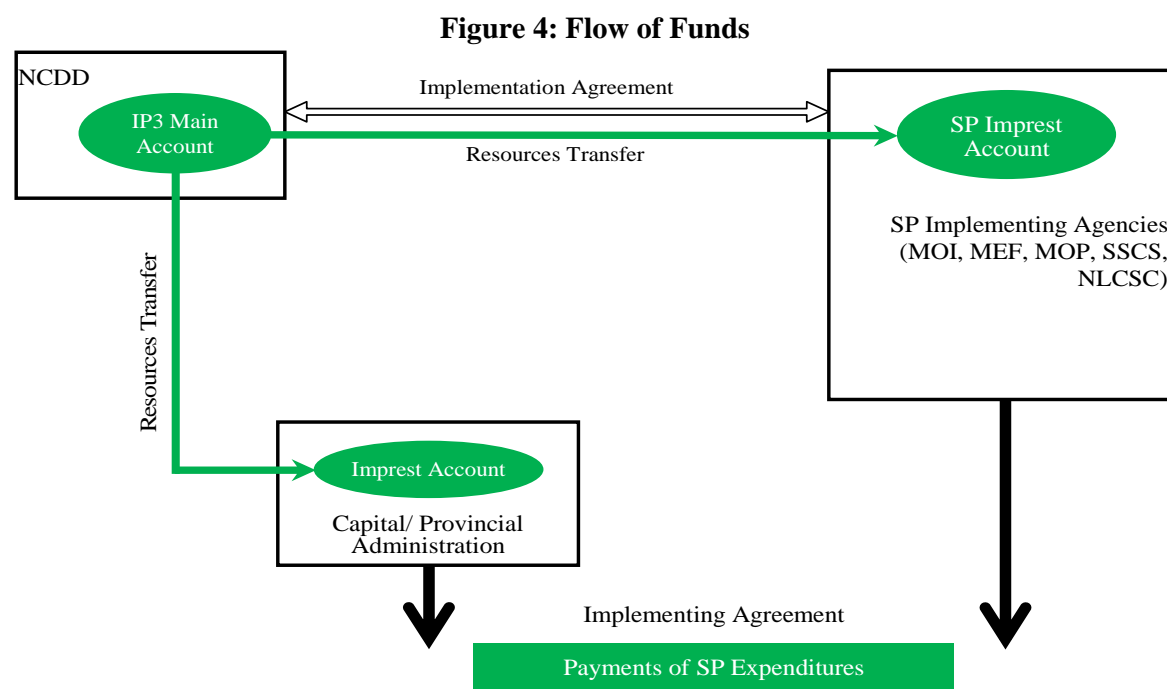 Figure 4: Flow of Funds
NCDD
IP3 Main
Account
Implementation Agreement
Resources Transfer
SP Imprest
Account
SP Implementing Agencies
(MOI, MEF, MOP, SSCS,
NLCSC)
Resources Transfer
Imprest Account
Capital/ Provincial
Administration
Implementing Agreement
Payments of SP Expenditures